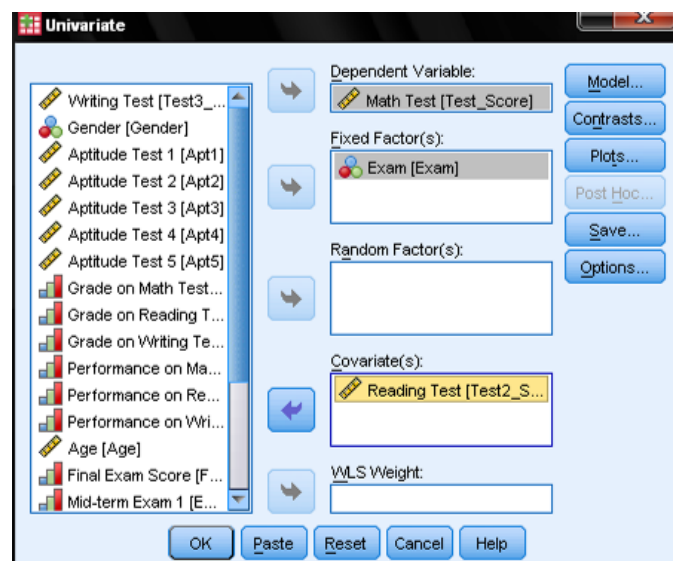 Univariate
Writing Test [Test3_...
Gender [Gender]
Aptitude Test 1 [Apt1]
Aptitude Test 2 [Apt2]
Aptitude Test 3 [Apt3]
Aptitude Test 4 [Apt4]
Aptitude Test 5 [Apt5]
Grade on Math Test...
Grade on Reading T...
Grade on Writing Te...
Performance on Ma...
Performance on Re...
Performance on Wri...
Age [Age]
Final Exam Score [F...
Mid-term Exam 1 [E...
Dependent Variable:
Math Test [Test_Score]
Fixed Factor(s):
Exam [Exam]
Random Factor(s):
Covariate(s):
Reading Test [Test2_S...
WLS Weight:
Model...
Contrasts...
Plots...
Post Hoc...
Save...
Options...
OK
Paste
Reset
Cancel
Help